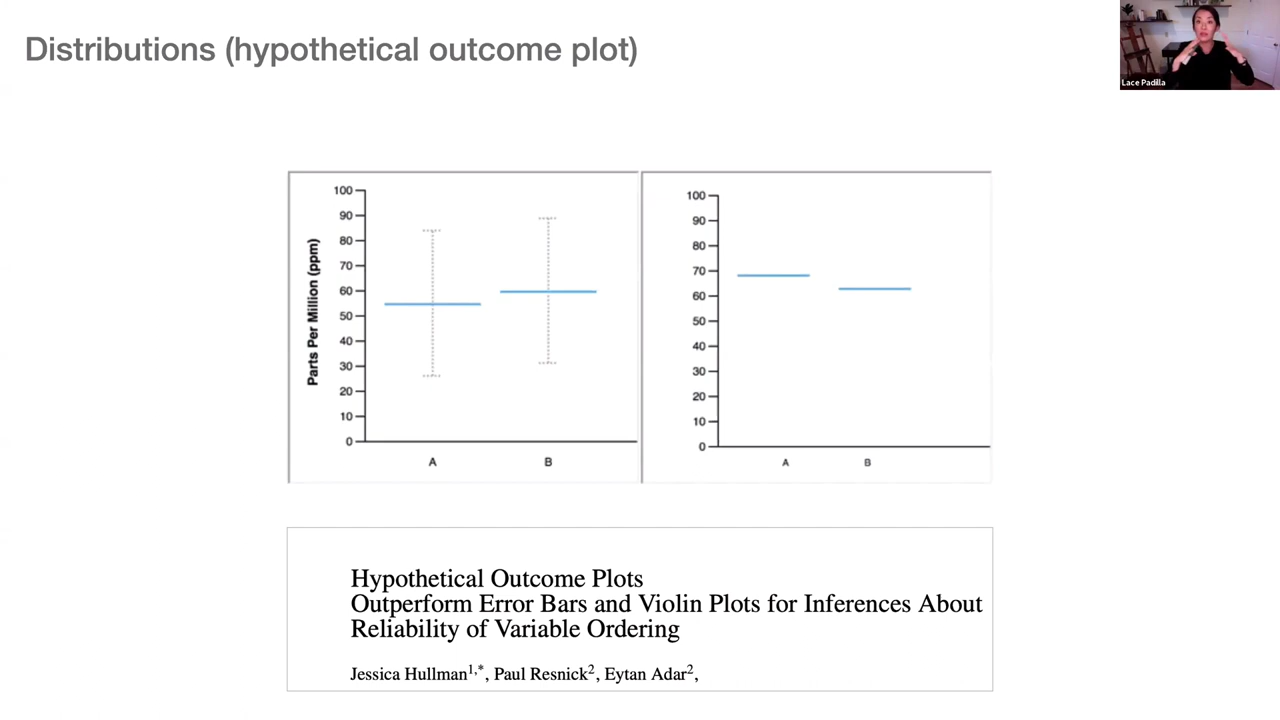 Distributions (hypothetical outcome plot)
Lace Padilla
Parts Per Million (ppm)
100
90
80
70
60
50
40
30
20
10
0
A
B
100
90
80
70
60
50
40
30
20
10
0
A
B
Hypothetical Outcome Plots
Outperform Error Bars and Violin Plots for Inferences About
Reliability of Variable Ordering
Jessica Hullman1,*, Paul Resnick2, Eytan Adar2,